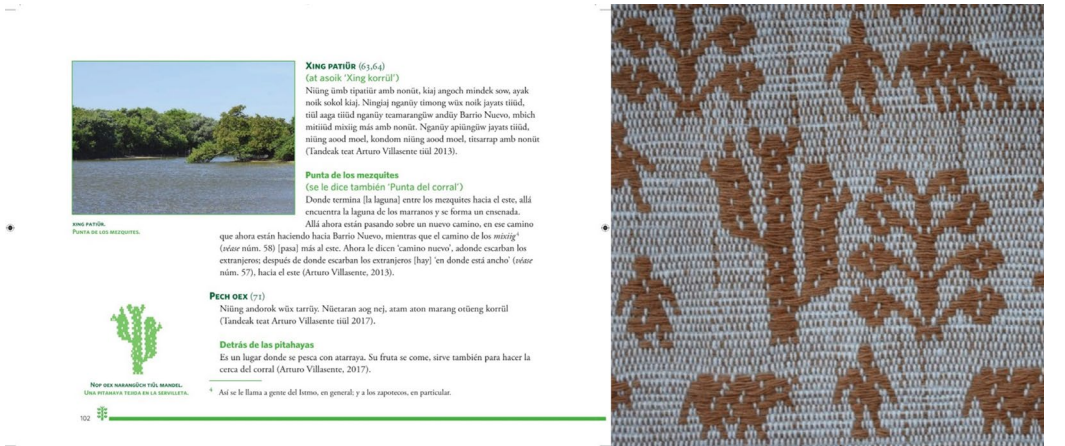 XING PATIÜR (63,64)
(at asoik ‘Xing korrül’)
Niüng ümb tipatiür amb nonüt, kiaj angoch mindek sow, ayak
noik sokol kiaj. Ningiaj nganüy timong wüx noik jayats tiiüd,
tiül aaga tiiüd nganüy teamarangüw andüy Barrio Nuevo, mbich
mitiiüd mixiig más amb nonüt. Nganüy apiüngüw jayats tiiüd,
niüng aood moel, kondom niüng aood moel, titsarrap amb nonüt
(Tandeak teat Arturo Villasente tiül 2013).
Punta de los mezquites
(se le dice también ‘Punta del corral’)
Donde termina [la laguna] entre los mezquites hacia el este, allá
encuentra la laguna de los marranos y se forma un ensenada.
Allá ahora están pasando sobre un nuevo camino, en ese camino
que ahora están haciendo hacia Barrio Nuevo, mientras que el camino de los mixiig⁴
(véase núm. 58) [pasa] más al este. Ahora le dicen ‘camino nuevo’, adonde escarban los
extranjeros; después de donde escarban los extranjeros [hay] ‘en donde está ancho’ (véase
núm. 57), hacia el este (Arturo Villasente, 2013).
XING PATIÜR.
PUNTA DE LOS MEZQUITES.
PECH OEX (71)
Niüng andorok wüx tarrüy. Nüetaran aog nej, atam aton marang otüeng korrül
(Tandeak teat Arturo Villasente tiül 2017).
Detrás de las pitahayas
Es un lugar donde se pesca con atarraya. Su fruta se come, sirve también para hacer la
cerca del corral (Arturo Villasente, 2017).
NOP OEX NARANGÜCH TIÜL MANDEL.
UNA PITAHAYA TEJIDA EN LA SERVILLETA.
⁴ Así se le llama a gente del Istmo, en general; y a los zapotecos, en particular.
102